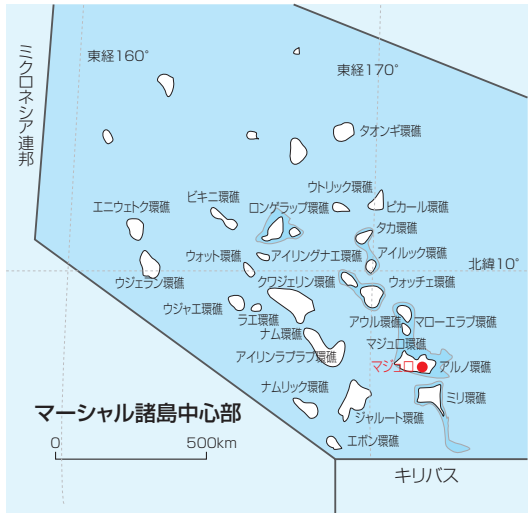 東経160°
東経170°
ミクロネシア連邦
タオンギ環礁
ウトリック環礁
ビキニ環礁
ロンゲラップ環礁
ビカール環礁
エニウェトク環礁
タカ環礁
アイルック環礁
ウォット環礁
アイリングナエ環礁
北緯10°
ウジェラン環礁
クワジェリン環礁
ウォッチェ環礁
ウジャエ環礁
ラエ環礁
アウル環礁
マローエラブ環礁
ナム環礁
マジュロ環礁
アイリンラプラプ環礁
マジュロ
アルノ環礁
ナムリック環礁
ミリ環礁
マーシャル諸島中心部
ジャルート環礁
0
500km
エボン環礁
キリバス